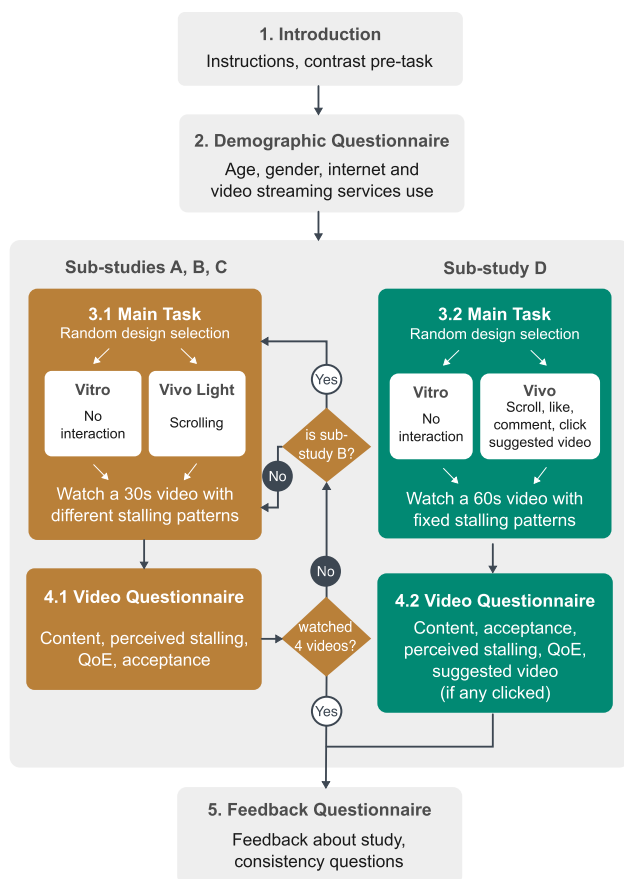 1. Introduction
Instructions, contrast pre-task
2. Demographic Questionnaire
Age, gender, internet and
video streaming services use
Sub-studies A, B, C
3.1 Main Task
Random design selection
Vitro
No
interaction
Vivo Light
Scrolling
Watch a 30s video with
different stalling patterns
4.1 Video Questionnaire
Content, perceived stalling,
QoE, acceptance
Yes
is sub-
study B?
No
No
watched
4 videos?
Yes
Sub-study D
3.2 Main Task
Random design selection
Vitro
No
interaction
Vivo
Scroll, like,
comment, click
suggested video
Watch a 60s video with
fixed stalling patterns
4.2 Video Questionnaire
Content, acceptance,
perceived stalling, QoE,
suggested video
(if any clicked)
5. Feedback Questionnaire
Feedback about study,
consistency questions